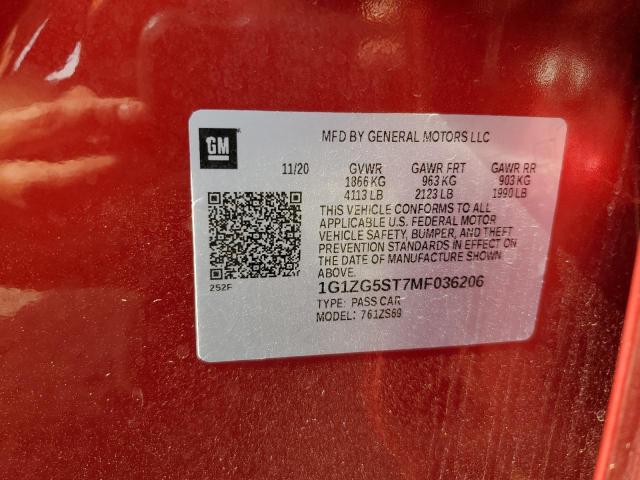 GM
MFD BY GENERAL MOTORS LLC
11/20 GVWR GAWR FRT GAWR RR
1866 KG 963 KG 903 KG
4113 LB 2123 LB 1990 LB
THIS VEHICLE CONFORMS TO ALL
APPLICABLE U.S. FEDERAL MOTOR
VEHICLE SAFETY, BUMPER, AND THEFT
PREVENTION STANDARDS IN EFFECT ON
THE DATE OF MANUFACTURE SHOWN ABOVE.
252F
1G1ZG5ST7MF036206
TYPE: PASS CAR
MODEL: 761ZS69